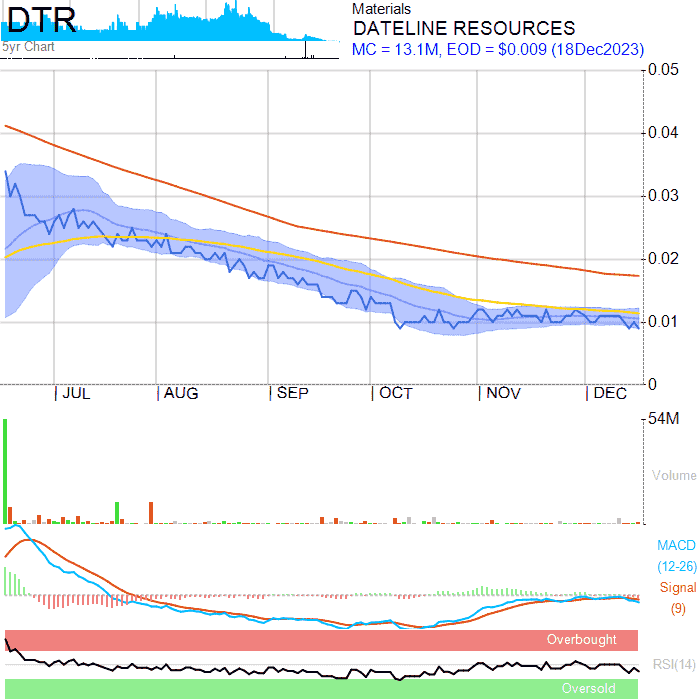 DTR
5yr Chart
Materials
DATELINE RESOURCES
MC = 13.1M, EOD = $0.009 (18Dec2023)
0.05
0.04
0.03
0.02
0.01
0
JUL AUG SEP OCT NOV DEC
54M
Volume
MACD
(12-26)
Signal
(9)
Overbought
RSI(14)
Oversold